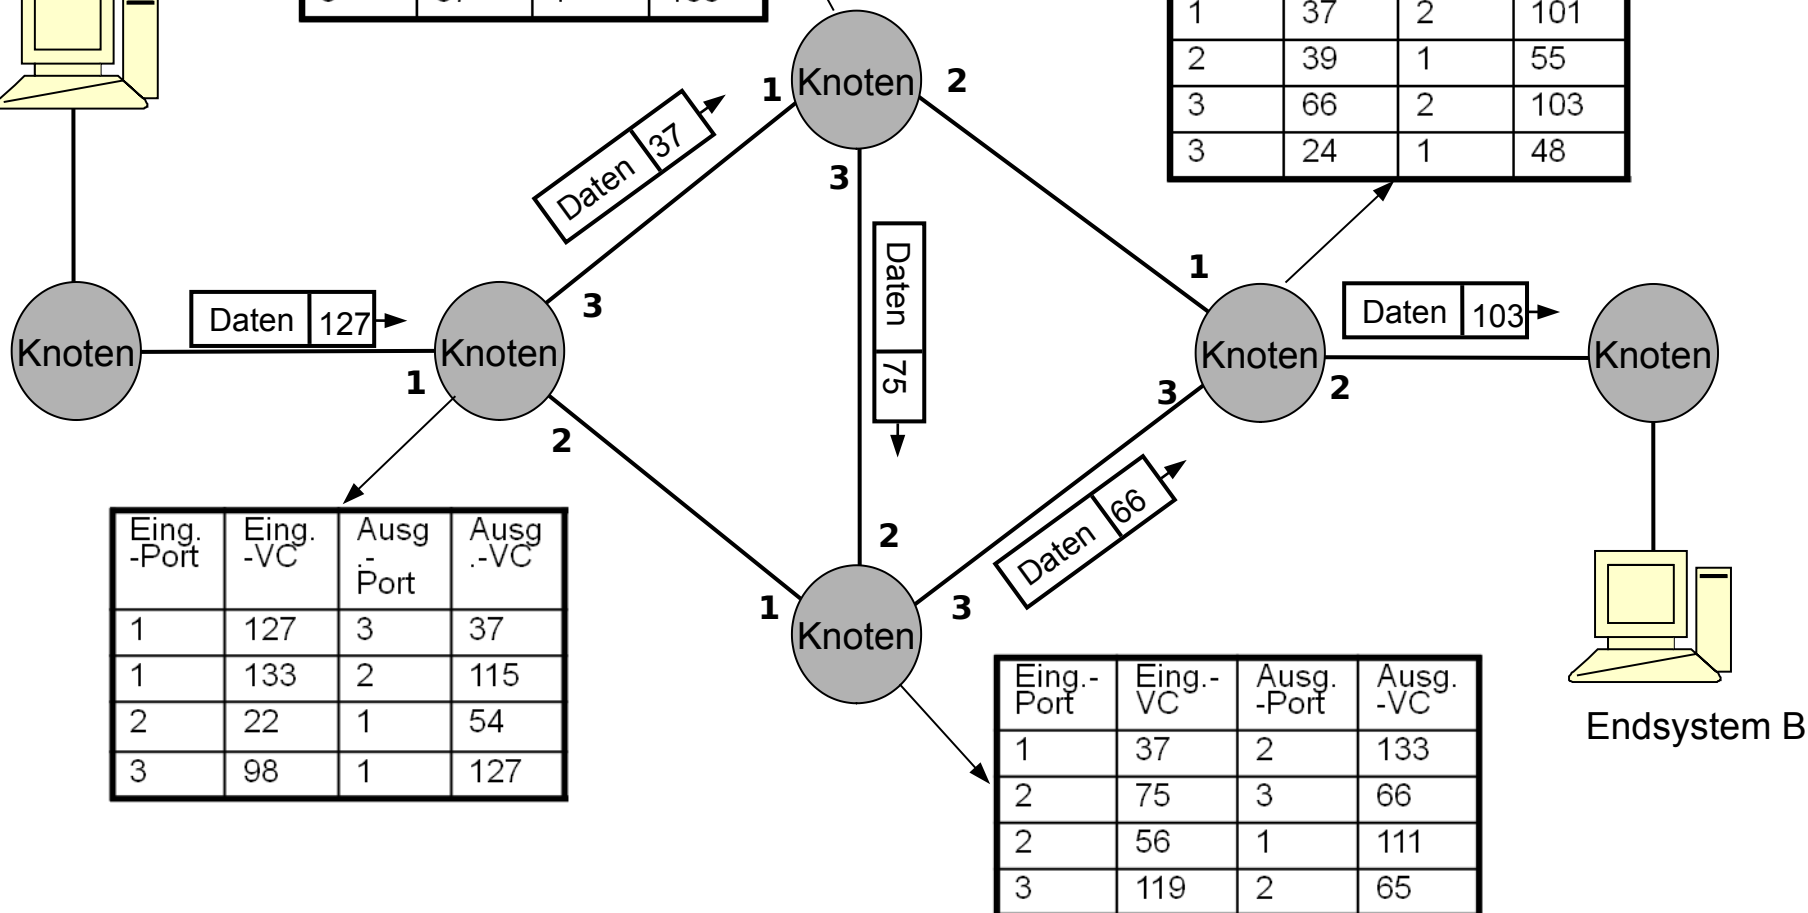 1 37 2 101
2 39 1 55
3 66 2 103
3 24 1 48
Knoten
1
2
3
Daten 37
Daten 75
Knoten
Daten 127
Knoten
1
3
2
Knoten
1
3
2
Daten 103
Knoten
Daten 66
Knoten
2
1
3
Eing. Eing. Ausg Ausg
-Port -VC .- .-VC
Port
1 127 3 37
1 133 2 115
2 22 1 54
3 98 1 127
Eing.- Eing.- Ausg. Ausg.
Port VC -Port -VC
1 37 2 133
2 75 3 66
2 56 1 111
3 119 2 65
Endsystem B